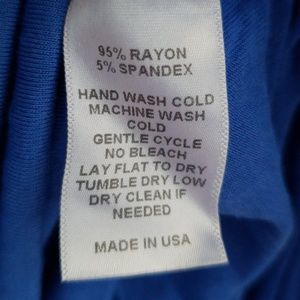 95% RAYON
5% SPANDEX
HAND WASH COLD
MACHINE WASH
COLD
GENTLE CYCLE
NO BLEACH
LAY FLAT TO DRY
TUMBLE DRY LOW
DRY CLEAN IF
NEEDED
MADE IN USA